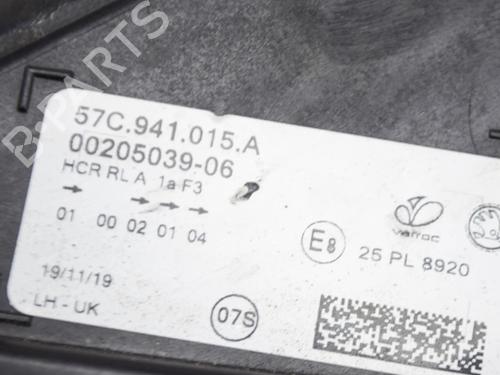 57C.941.015.A
00205039-06
HCR RL A 1a F3
01 00 02 01 04
varroc
E8 25 PL 8920
19/11/19
LH - UK
07S
B-PARTS